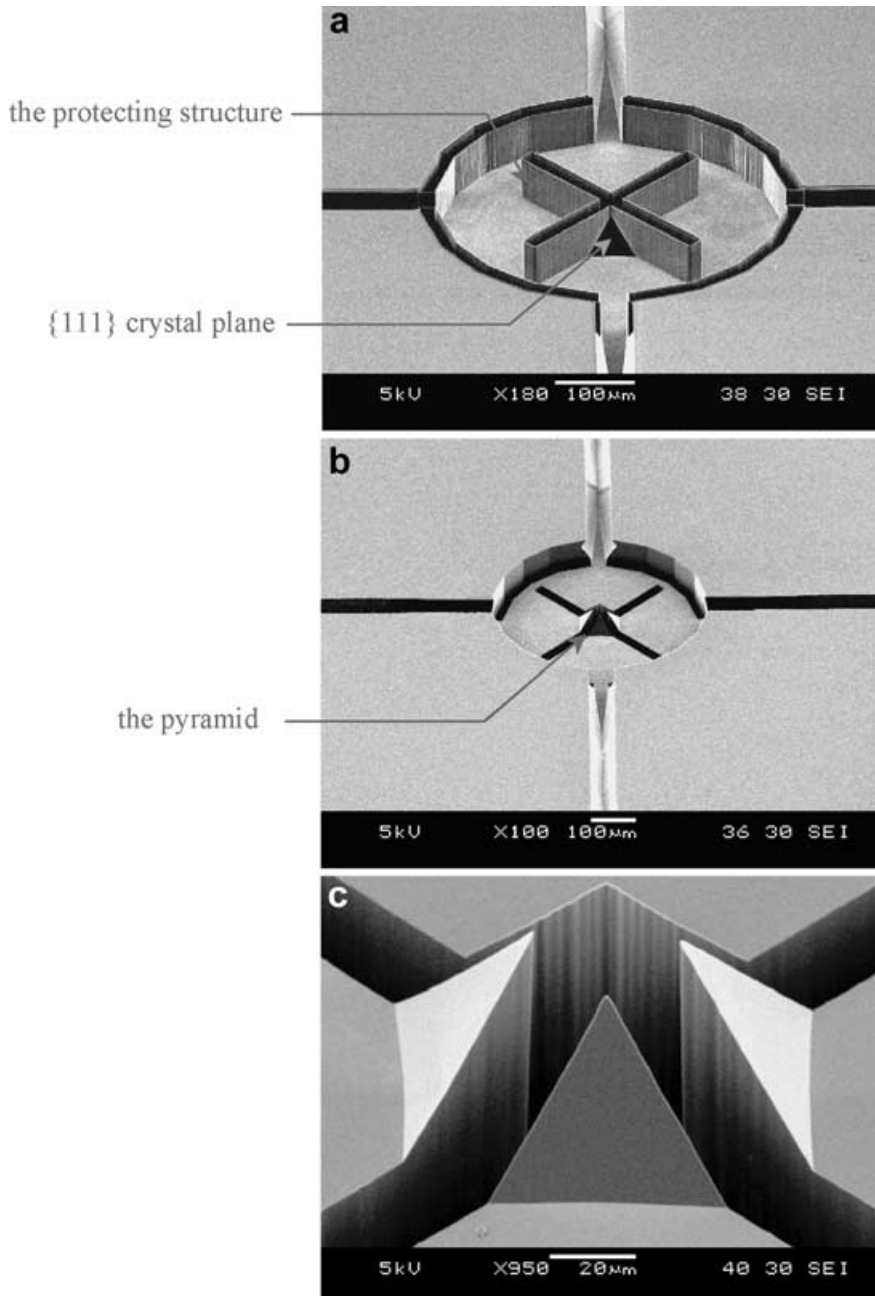 a
the protecting structure
{111} crystal plane
5kV X180 100μm 38 30 SEI
b
the pyramid
5kV X100 100μm 36 30 SEI
c
5kV X950 20μm 40 30 SEI